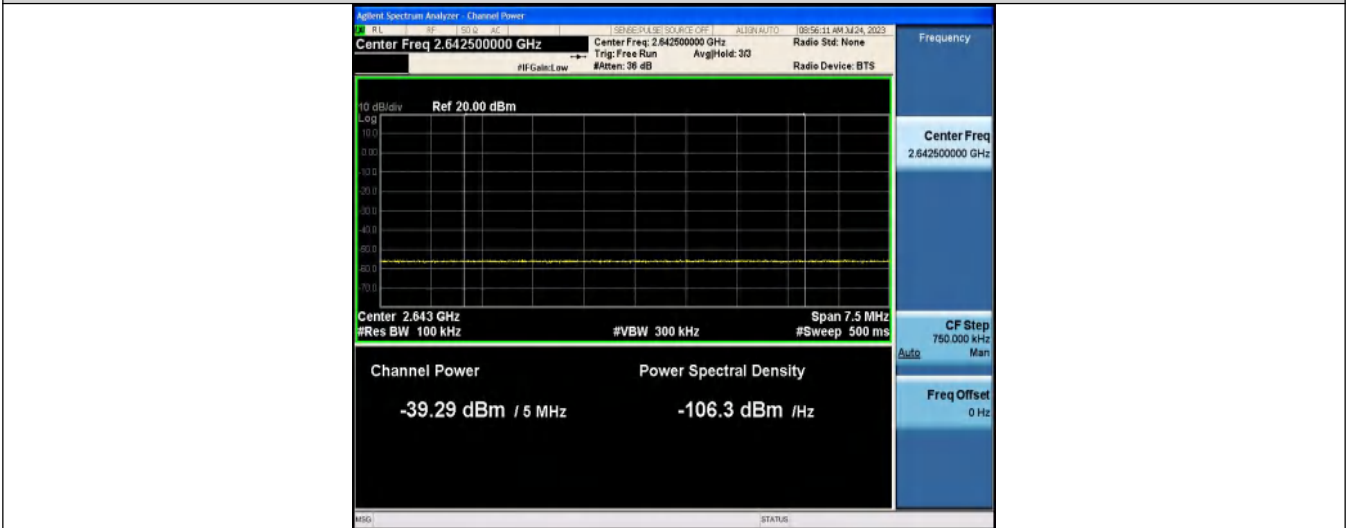 Agilent Spectrum Analyzer - Channel Power
RL RF 50 Ω AC SENSE:PULSE SOURCE OFF ALIGN AUTO 08:56:11 AM Jul 24, 2023
Center Freq 2.642500000 GHz
Center Freq: 2.642500000 GHz
Radio Std: None
Trig: Free Run Avg|Hold: 3/3
#IFGain:Low #Atten: 36 dB Radio Device: BTS
Frequency
10 dB/div Ref 20.00 dBm
Log
10.0
0.00
-10.0
-20.0
-30.0
-40.0
-50.0
-60.0
-70.0
Center 2.643 GHz Span 7.5 MHz
#Res BW 100 kHz #VBW 300 kHz #Sweep 500 ms
Channel Power Power Spectral Density
-39.29 dBm / 5 MHz -106.3 dBm /Hz
Center Freq
2.642500000 GHz
CF Step
750.000 kHz
Auto Man
Freq Offset
0 Hz
MSG STATUS